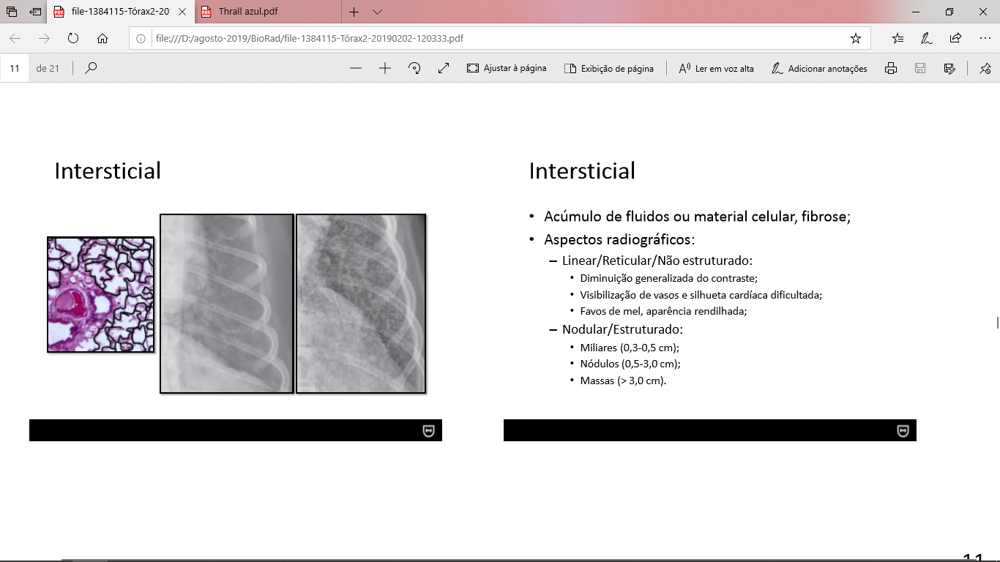 file-1384115-Tórax2-20
Thrall azul.pdf
file:///D:/agosto-2019/BioRad/file-1384115-Tórax2-20190202-120333.pdf
11 de 21
Ajustar à página
Exibição de página
Ler em voz alta
Adicionar anotações
Intersticial
Intersticial
• Acúmulo de fluidos ou material celular, fibrose;
• Aspectos radiográficos:
– Linear/Reticular/Não estruturado:
• Diminuição generalizada do contraste;
• Visibilização de vasos e silhueta cardíaca dificultada;
• Favos de mel, aparência rendilhada;
– Nodular/Estruturado:
• Miliares (0,3-0,5 cm);
• Nódulos (0,5-3,0 cm);
• Massas (> 3,0 cm).
11